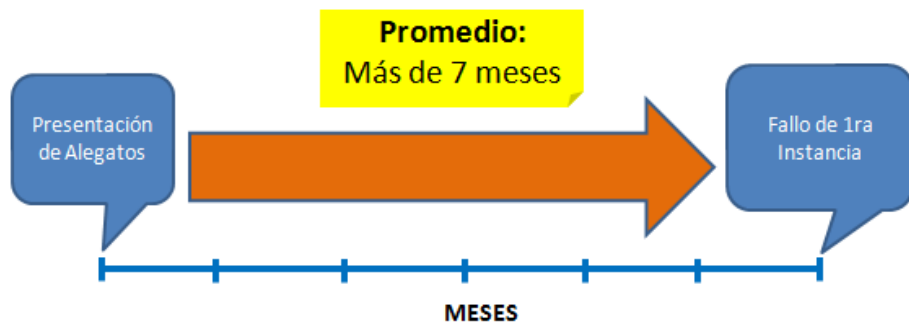 Promedio:
Más de 7 meses
Presentación
de Alegatos
Fallo de 1ra
Instancia
MESES